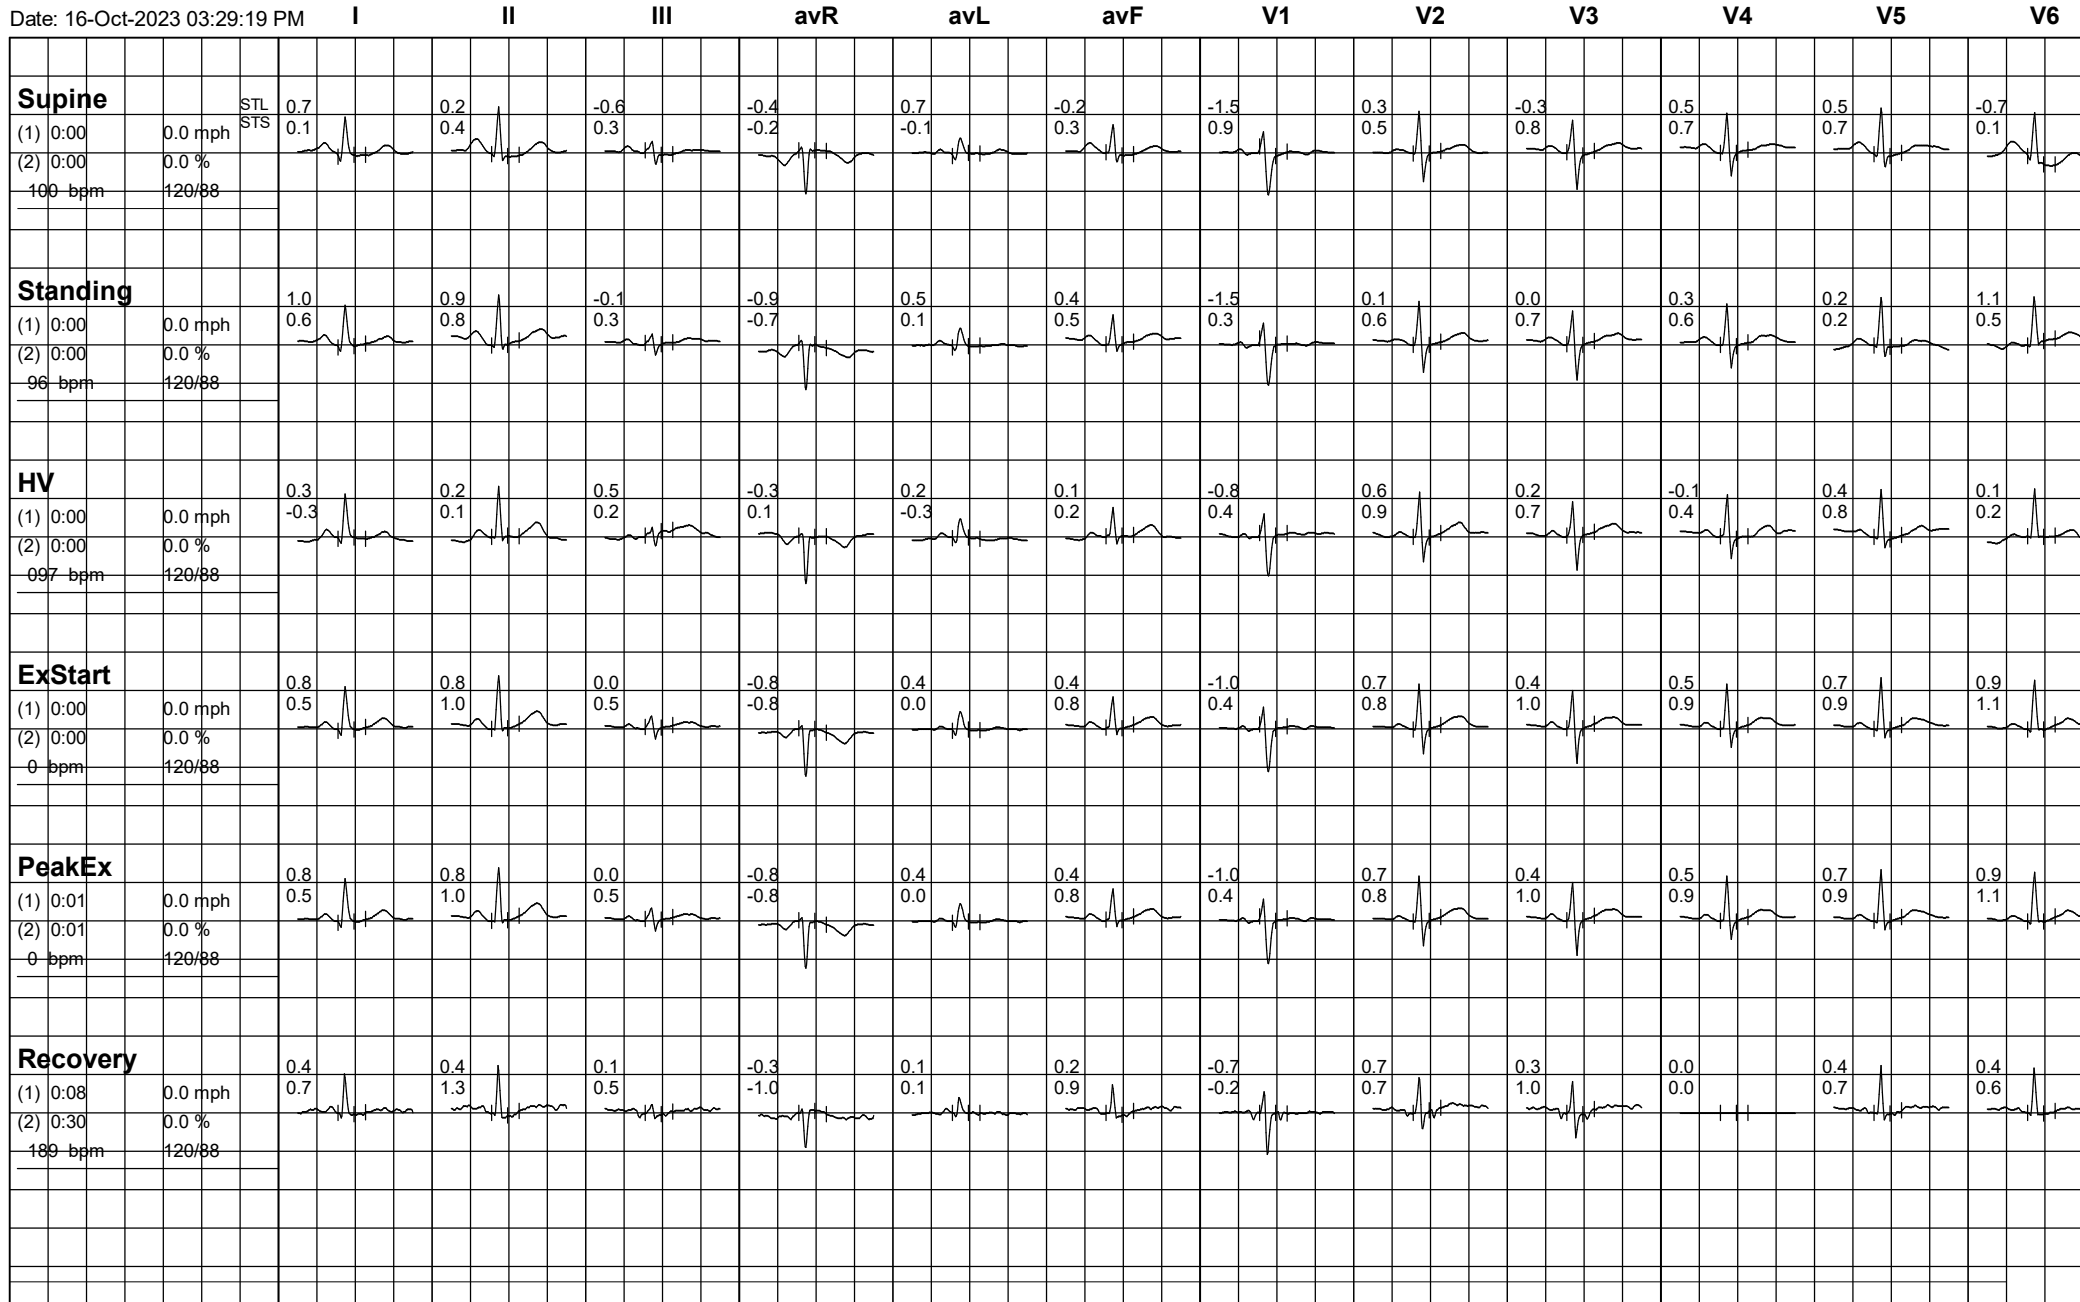 Date: 16-Oct-2023 03:29:19 PM I II III avR avL avF V1 V2 V3 V4 V5 V6
Supine STL 0.7 0.2 -0.6 -0.4 0.7 -0.2 -1.5 0.3 -0.3 0.5 0.5 -0.7
(1) 0:00 0.0 mph STS 0.1 0.4 0.3 -0.2 -0.1 0.3 0.9 0.5 0.8 0.7 0.7 0.1
(2) 0:00 0.0 %
100 bpm 120/88
Standing 1.0 0.9 -0.1 -0.9 0.5 0.4 -1.5 0.1 0.0 0.3 0.2 1.1
(1) 0:00 0.0 mph 0.6 0.8 0.3 -0.7 0.1 0.5 0.3 0.6 0.7 0.6 0.2 0.5
(2) 0:00 0.0 %
96 bpm 120/88
HV 0.3 0.2 0.5 -0.3 0.2 0.1 -0.8 0.6 0.2 -0.1 0.4 0.1
(1) 0:00 0.0 mph -0.3 0.1 0.2 0.1 -0.3 0.2 0.4 0.9 0.7 0.4 0.8 0.2
(2) 0:00 0.0 %
097 bpm 120/88
ExStart 0.8 0.8 0.0 -0.8 0.4 0.4 -1.0 0.7 0.4 0.5 0.7 0.9
(1) 0:00 0.0 mph 0.5 1.0 0.5 -0.8 0.0 0.8 0.4 0.8 1.0 0.9 0.9 1.1
(2) 0:00 0.0 %
0 bpm 120/88
PeakEx 0.8 0.8 0.0 -0.8 0.4 0.4 -1.0 0.7 0.4 0.5 0.7 0.9
(1) 0:01 0.0 mph 0.5 1.0 0.5 -0.8 0.0 0.8 0.4 0.8 1.0 0.9 0.9 1.1
(2) 0:01 0.0 %
0 bpm 120/88
Recovery 0.4 0.4 0.1 -0.3 0.1 0.2 -0.7 0.7 0.3 0.0 0.4 0.4
(1) 0:08 0.0 mph 0.7 1.3 0.5 -1.0 0.1 0.9 -0.2 0.7 1.0 0.0 0.7 0.6
(2) 0:30 0.0 %
189 bpm 120/88